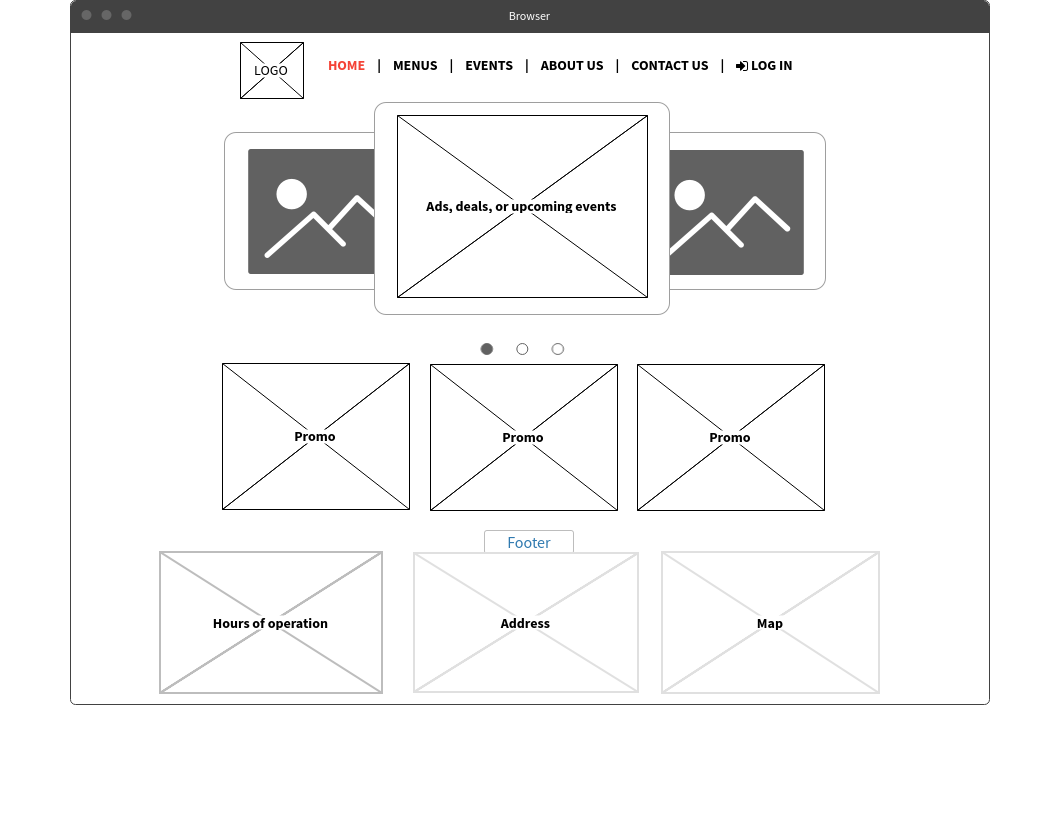 Browser
LOGO
HOME | MENUS | EVENTS | ABOUT US | CONTACT US | LOG IN
Ads, deals, or upcoming events
Promo Promo Promo
Footer
Hours of operation Address Map